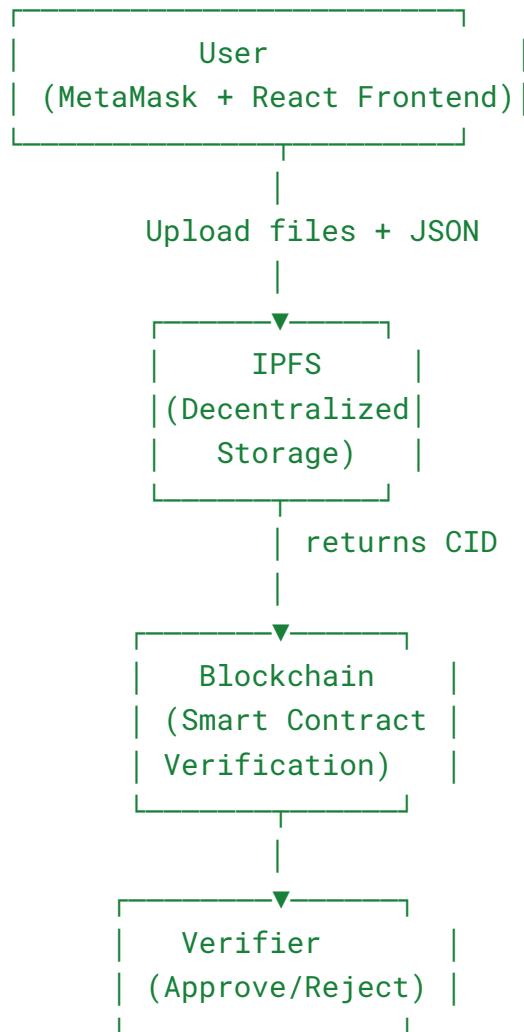 User
(MetaMask + React Frontend)
Upload files + JSON
IPFS
(Decentralized
Storage)
returns CID
Blockchain
(Smart Contract
Verification)
Verifier
(Approve/Reject)